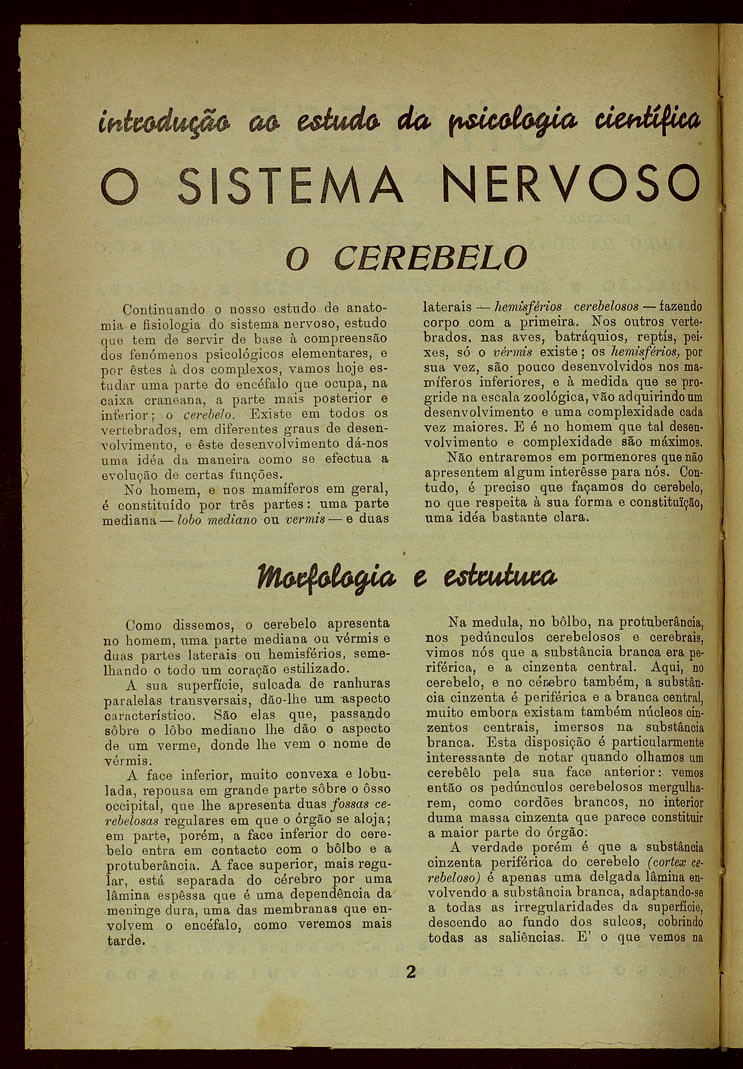 introdução ao estudo da psicologia científica
O SISTEMA NERVOSO
O CEREBELO
Continuando o nosso estudo de anato-
mia e fisiologia do sistema nervoso, estudo
que tem de servir de base à compreensão
dos fenómenos psicológicos elementares, e
por êstes à dos complexos, vamos hoje es-
tudar uma parte do encéfalo que ocupa, na
caixa craneana, a parte mais posterior e
inferior; o cerebelo. Existe em todos os
vertebrados, em diferentes graus de desen-
volvimento, e êste desenvolvimento dá-nos
uma idéa da maneira como se efectua a
evolução de certas funções.
No homem, e nos mamíferos em geral,
é constituído por três partes: uma parte
mediana — lobo mediano ou vermis — e duas
laterais — hemisférios cerebelosos — fazendo
corpo com a primeira. Nos outros verte-
brados, nas aves, batráquios, reptís, pei-
xes, só o vérmis existe; os hemisférios, por
sua vez, são pouco desenvolvidos nos ma-
míferos inferiores, e à medida que se pro-
gride na escala zoológica, vão adquirindo um
desenvolvimento e uma complexidade cada
vez maiores. E é no homem que tal desen-
volvimento e complexidade são máximos.
Não entraremos em pormenores que não
apresentem algum interêsse para nós. Con-
tudo, é preciso que façamos do cerebelo,
no que respeita à sua forma e constituïção,
uma idéa bastante clara.
Morfologia e estrutura
Como dissemos, o cerebelo apresenta
no homem, uma parte mediana ou vérmis e
duas partes laterais ou hemisférios, seme-
lhando o todo um coração estilizado.
A sua superfície, sulcada de ranhuras
paralelas transversais, dão-lhe um aspecto
característico. São elas que, passando
sôbre o lôbo mediano lhe dão o aspecto
de um verme, donde lhe vem o nome de
vérmis.
A face inferior, muito convexa e lobu-
lada, repousa em grande parte sôbre o ôsso
occipital, que lhe apresenta duas fossas ce-
rebelosas regulares em que o órgão se aloja;
em parte, porém, a face inferior do cere-
belo entra em contacto com o bôlbo e a
protuberância. A face superior, mais regu-
lar, está separada do cérebro por uma
lâmina espêssa que é uma dependência da
meninge dura, uma das membranas que en-
volvem o encéfalo, como veremos mais
tarde.
Na medula, no bôlbo, na protuberância,
nos pedúnculos cerebelosos e cerebrais,
vimos nós que a substância branca era pe-
riférica, e a cinzenta central. Aqui, no
cerebelo, e no cérebro também, a substân-
cia cinzenta é periférica e a branca central,
muito embora existam também núcleos cin-
zentos centrais, imersos na substância
branca. Esta disposição é particularmente
interessante de notar quando olhamos um
cerebêlo pela sua face anterior: vemos
então os pedúnculos cerebelosos mergulha-
rem, como cordões brancos, no interior
duma massa cinzenta que parece constituir
a maior parte do órgão:
A verdade porém é que a substância
cinzenta periférica do cerebelo (cortex ce-
rebeloso) é apenas uma delgada lâmina en-
volvendo a substância branca, adaptando-se
a todas as irregularidades da superfície,
descendo ao fundo dos sulcos, cobrindo
todas as saliências. E' o que vemos na
2